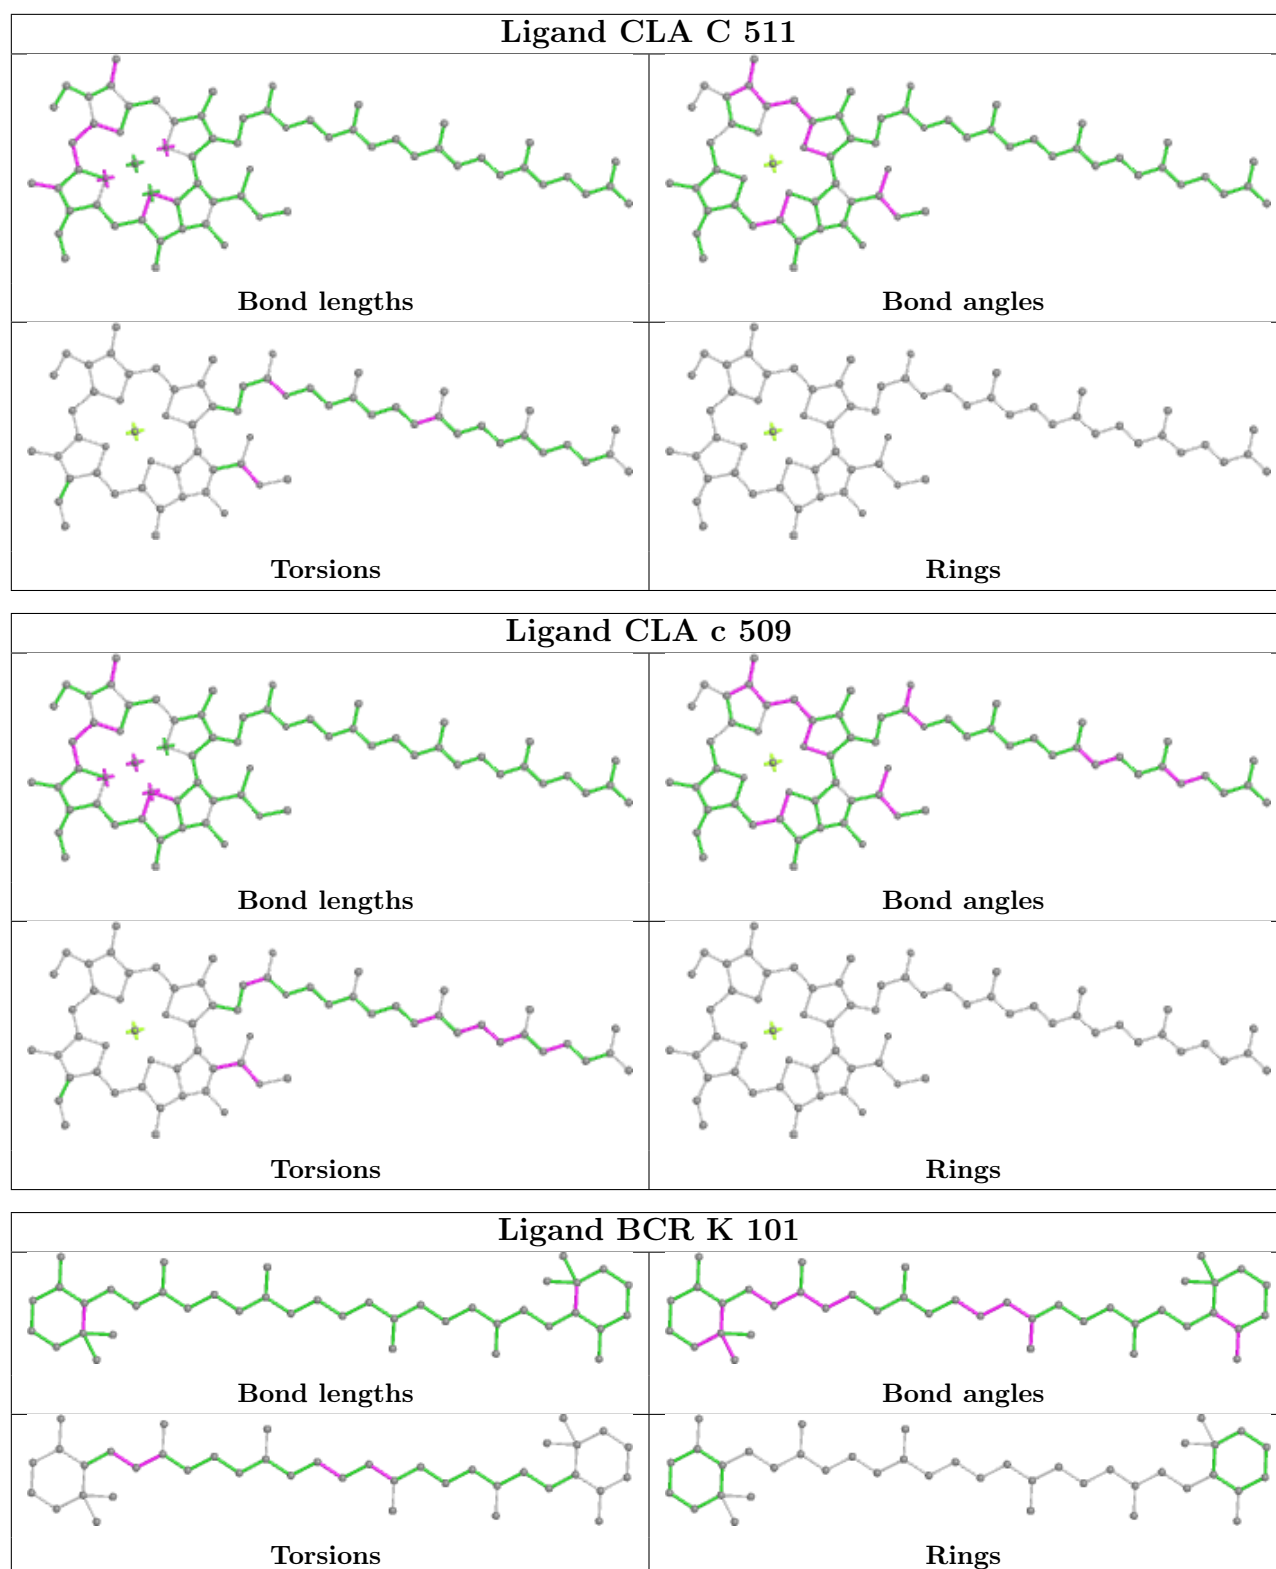 Ligand CLA C 511
Bond lengths
Bond angles
Torsions
Rings
Ligand CLA c 509
Bond lengths
Bond angles
Torsions
Rings
Ligand BCR K 101
Bond lengths
Bond angles
Torsions
Rings